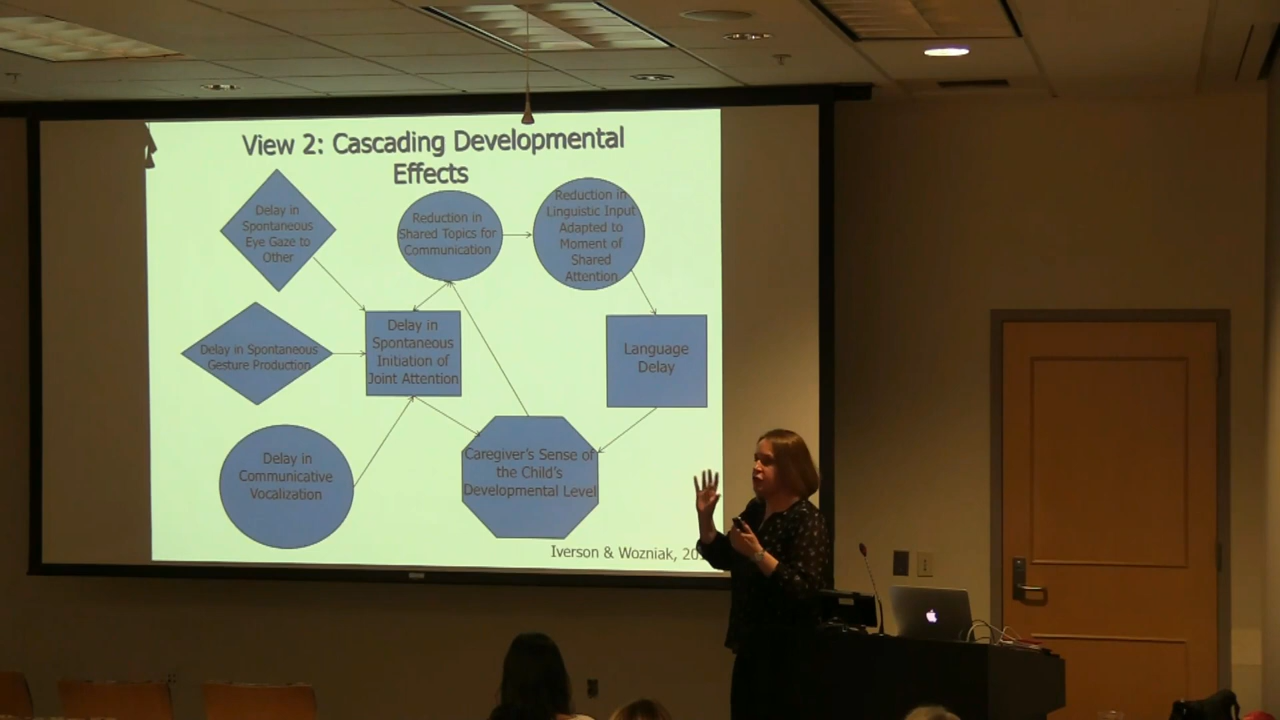 View 2: Cascading Developmental
Effects
Delay in
Spontaneous
Eye Gaze to
Other
Reduction in
Shared Topics for
Communication
Reduction in
Linguistic Input
Adapted to
Moment of
Shared
Attention
Delay in Spontaneous
Gesture Production
Delay in
Spontaneous
Initiation of
Joint Attention
Language
Delay
Delay in
Communicative
Vocalization
Caregiver's Sense of
the Child's
Developmental Level
Iverson & Wozniak,